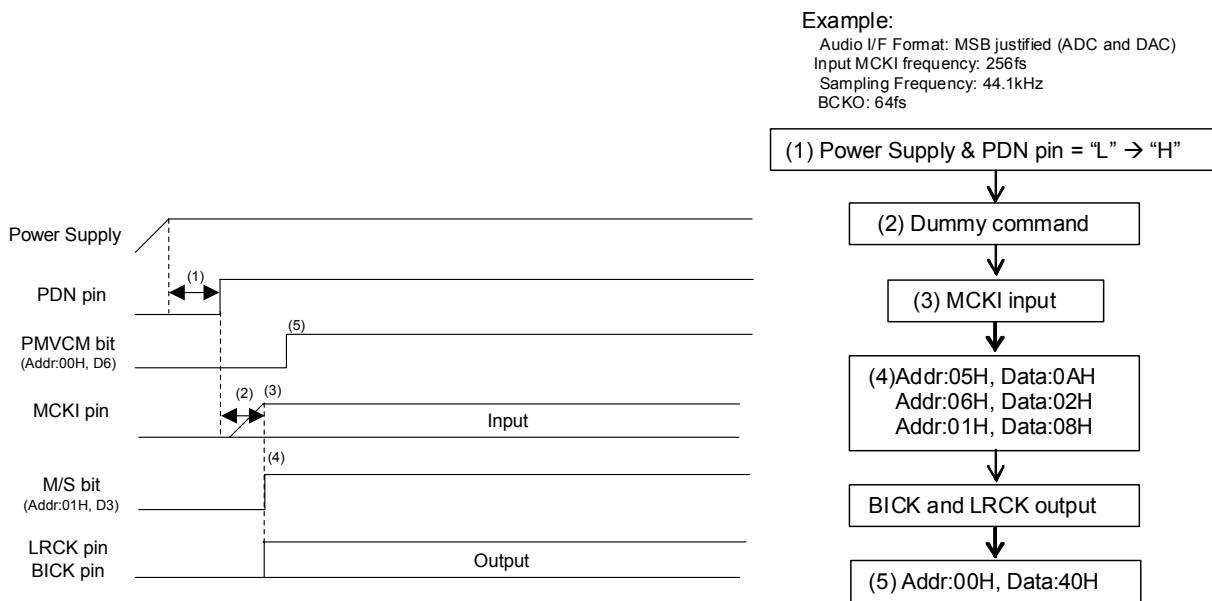 Example:
Audio I/F Format: MSB justified (ADC and DAC)
Input MCKI frequency: 256fs
Sampling Frequency: 44.1kHz
BCKO: 64fs
(1) Power Supply & PDN pin = “L” → “H”
(2) Dummy command
(3) MCKI input
(4)Addr:05H, Data:0AH
Addr:06H, Data:02H
Addr:01H, Data:08H
BICK and LRCK output
(5) Addr:00H, Data:40H
Power Supply
(1)
PDN pin
(5)
PMVCM bit
(Addr:00H, D6)
(2)
(3)
MCKI pin
Input
(4)
M/S bit
(Addr:01H, D3)
LRCK pin
BICK pin
Output